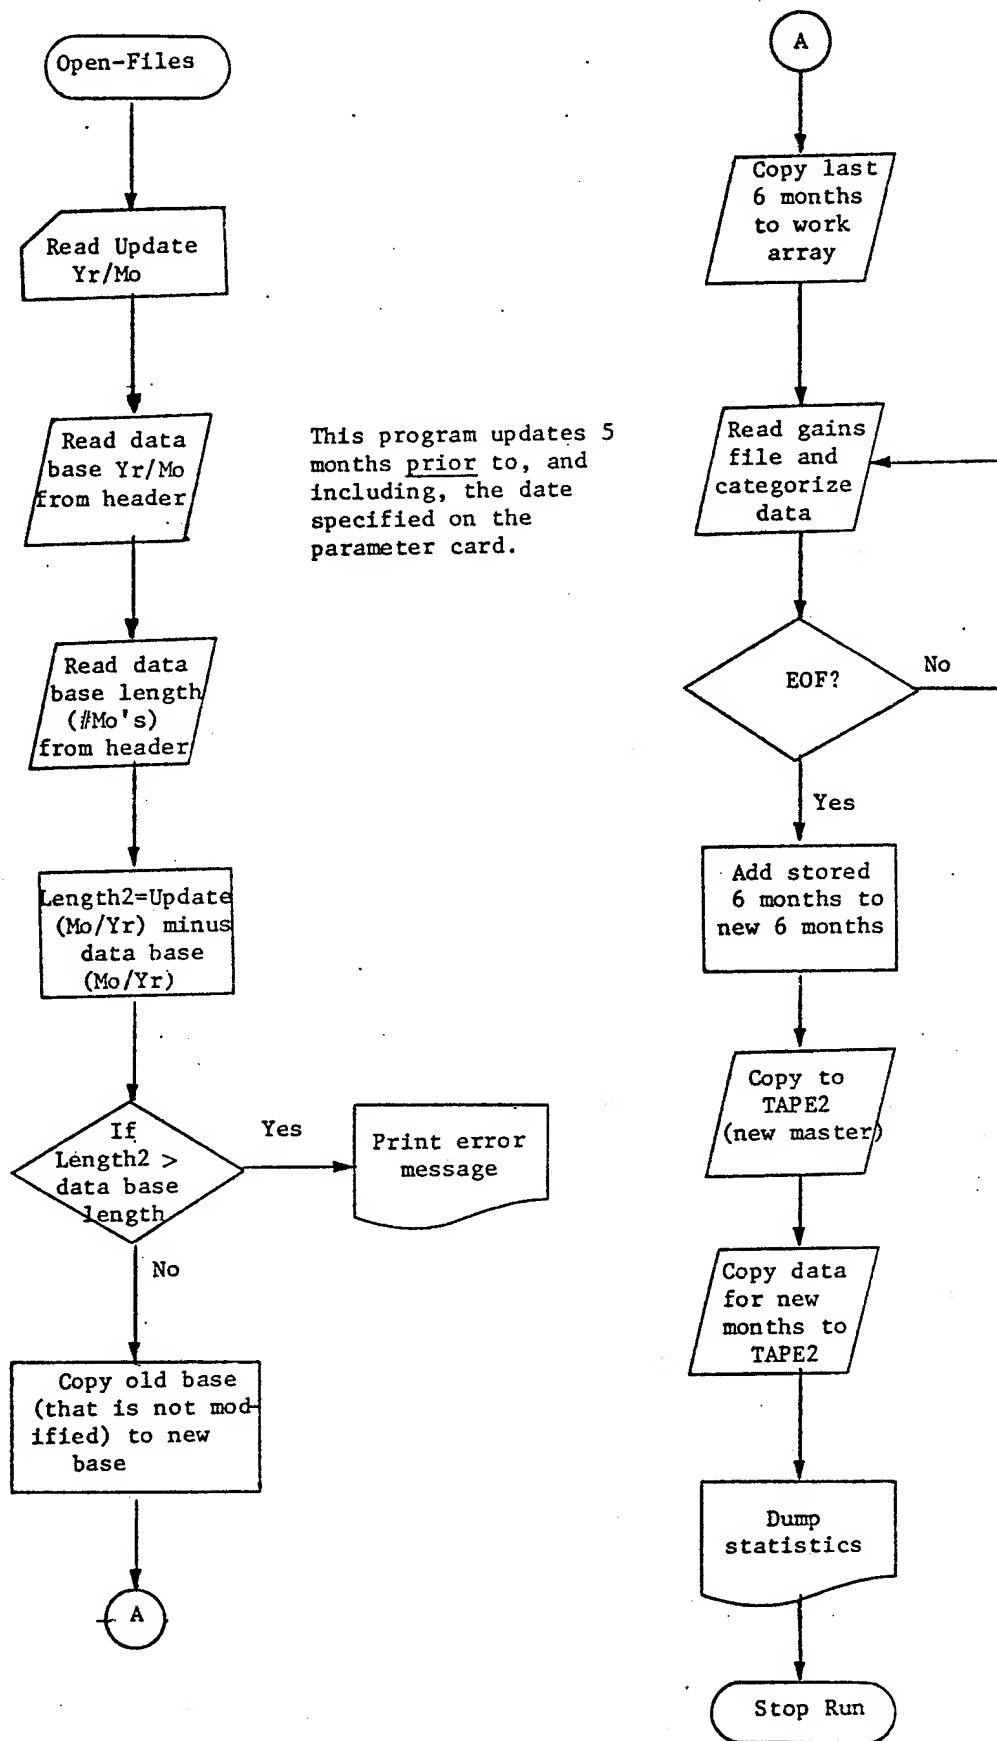 Open-Files
Read Update
Yr/Mo
Read data
base Yr/Mo
from header
Read data
base length
(#Mo's)
from header
Length2=Update
(Mo/Yr) minus
data base
(Mo/Yr)
If
Length2 >
data base
length
Yes
Print error
message
No
Copy old base
(that is not mod-
ified) to new
base
A
This program updates 5
months prior to, and
including, the date
specified on the
parameter card.
A
Copy last
6 months
to work
array
Read gains
file and
categorize
data
EOF?
No
Yes
Add stored
6 months to
new 6 months
Copy to
TAPE2
(new master)
Copy data
for new
months to
TAPE2
Dump
statistics
Stop Run